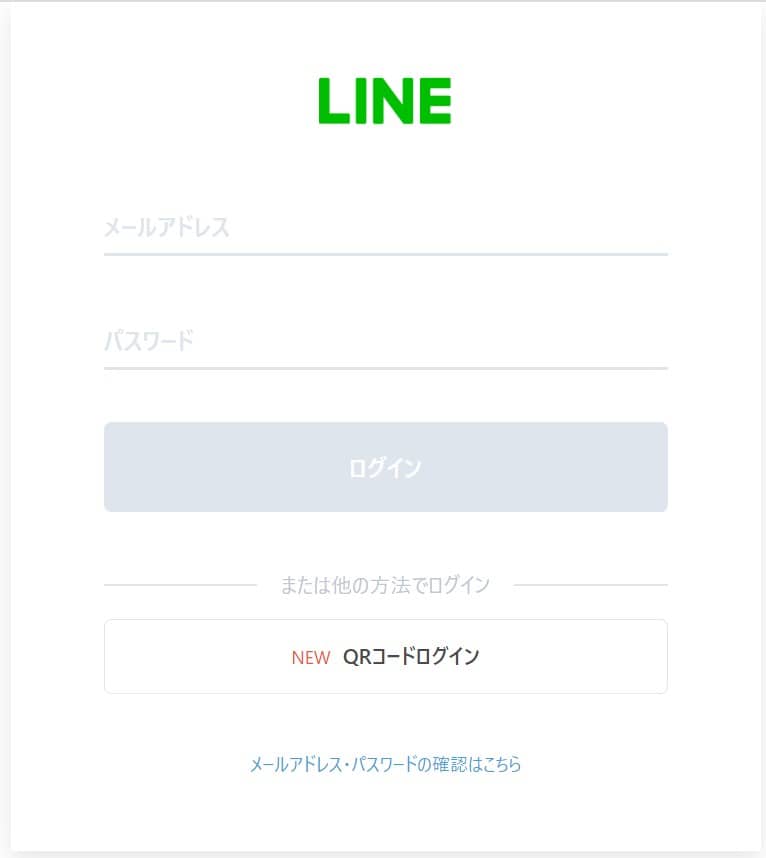 LINE
メールアドレス
パスワード
ログイン
または他の方法でログイン
NEW QRコードログイン
メールアドレス・パスワードの確認はこちら